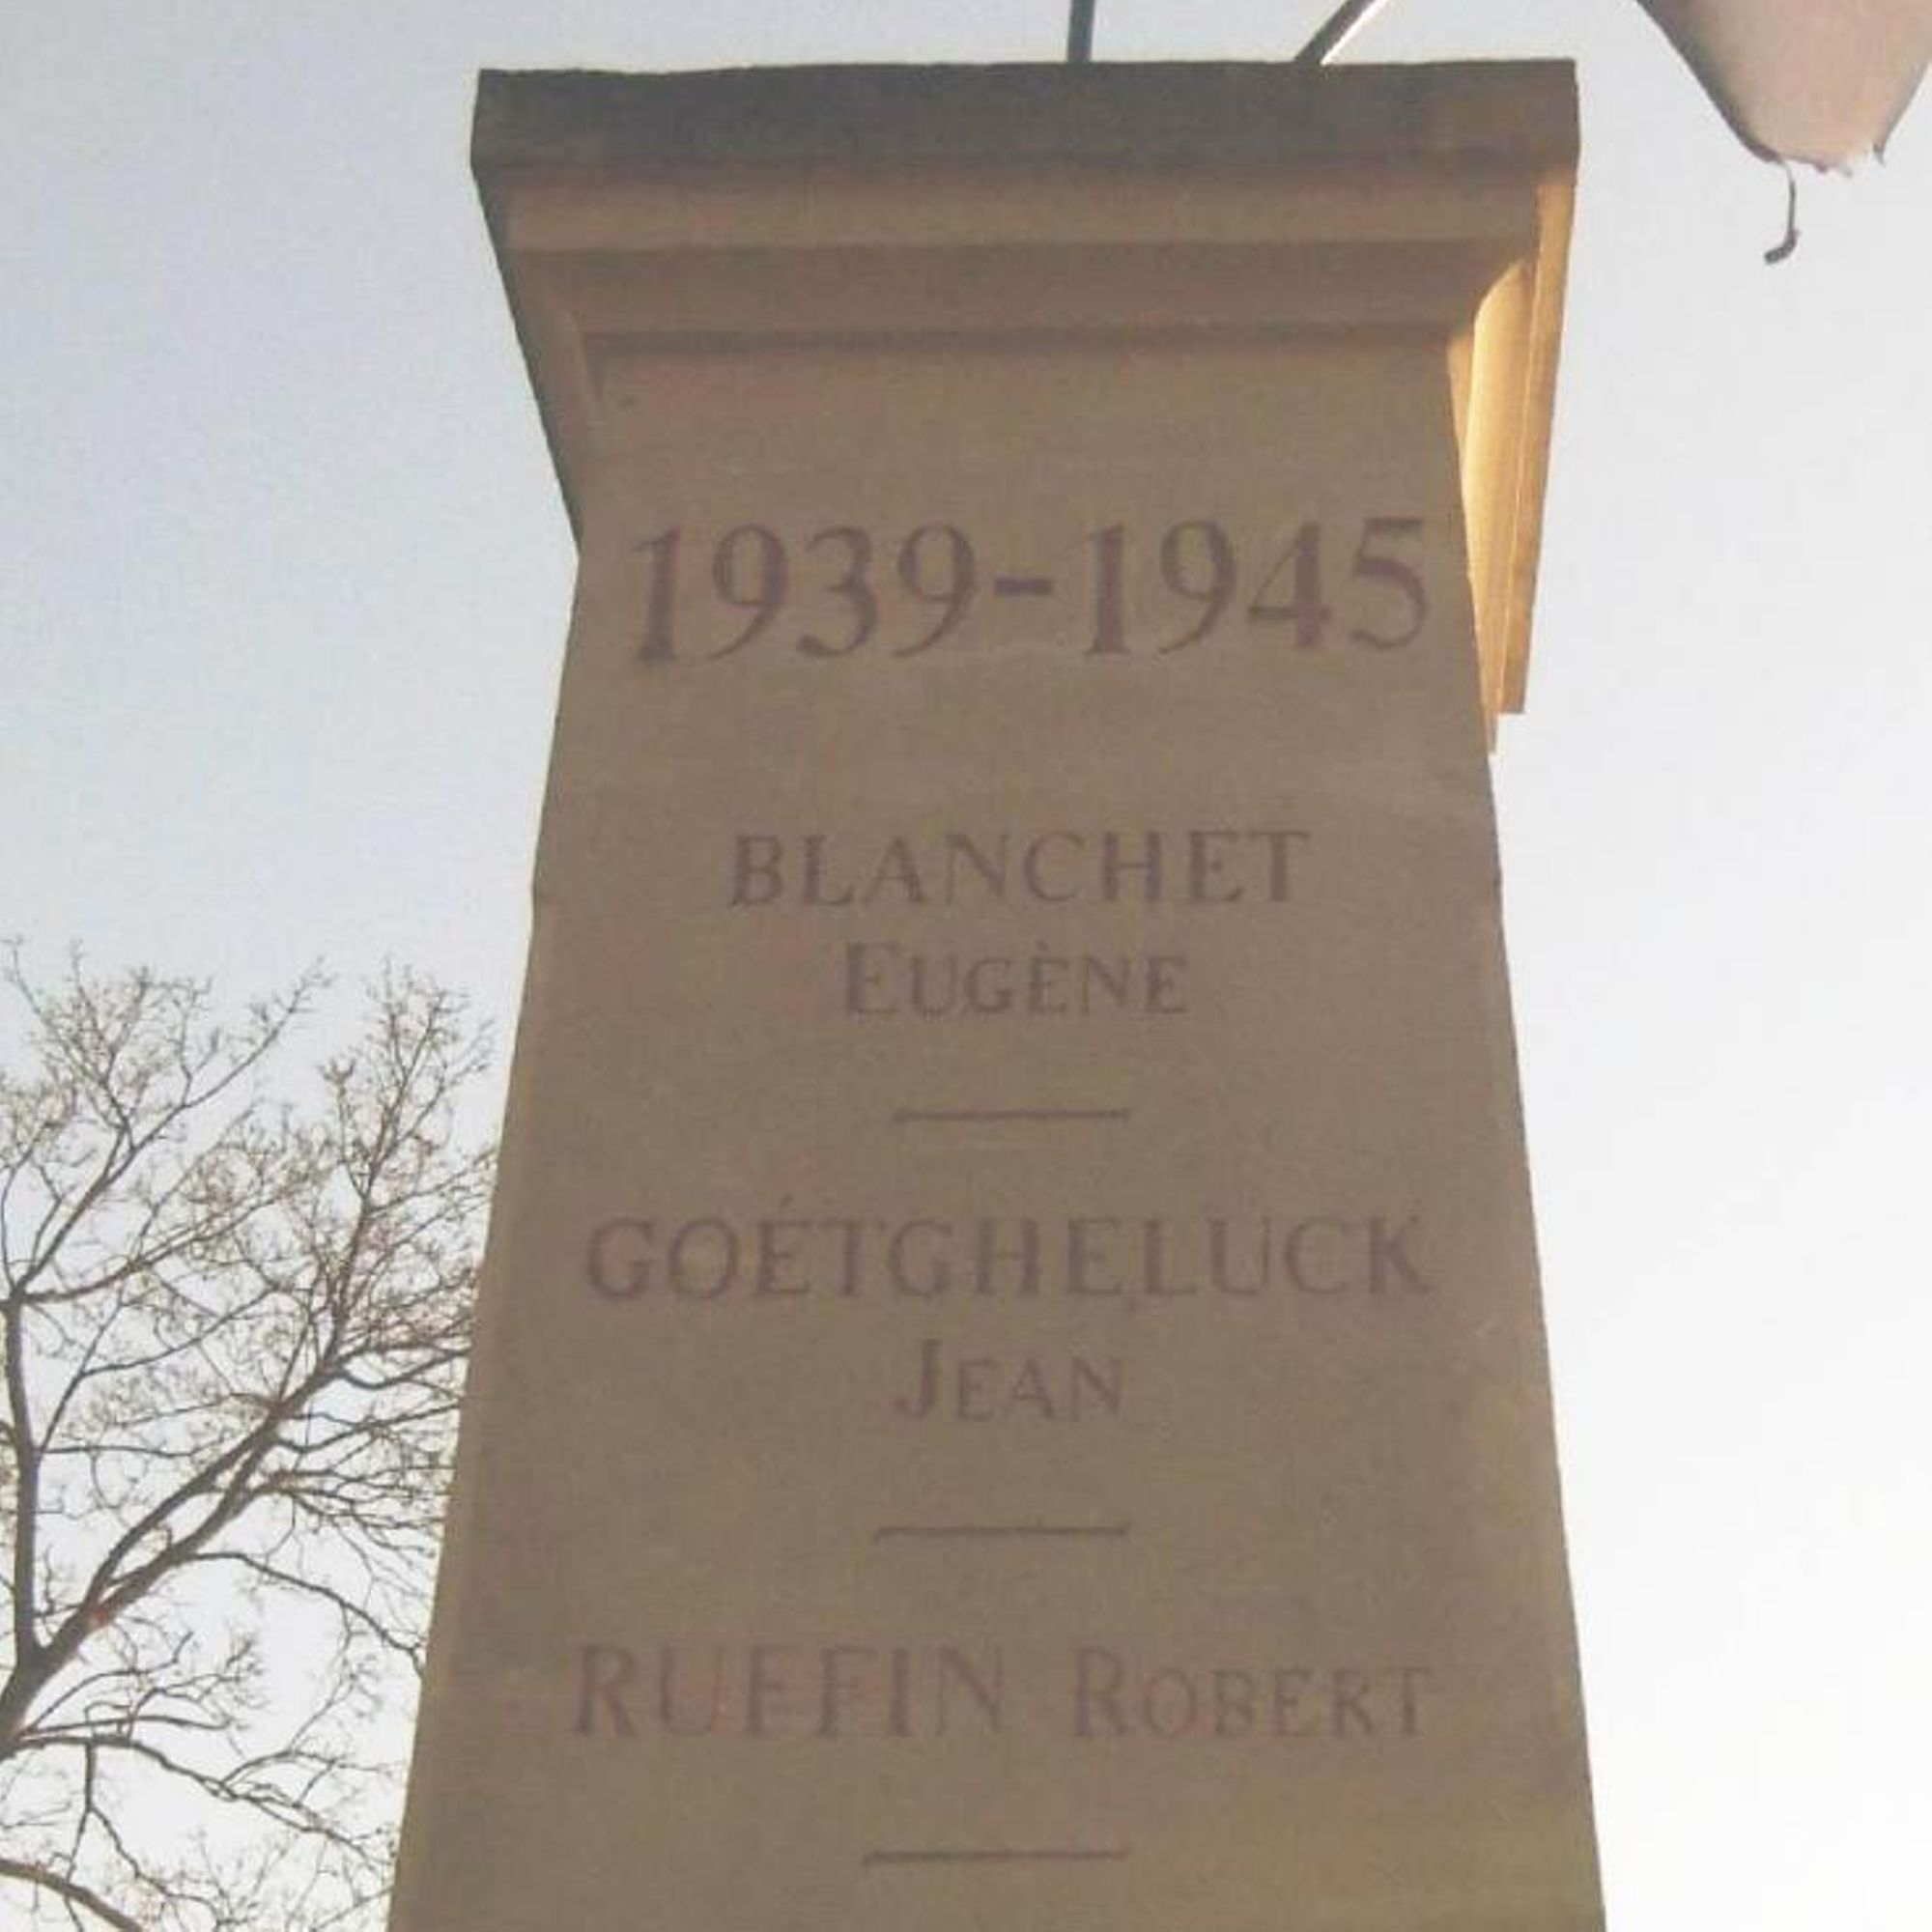 1939-1945
BLANCHET
EUGÈNE
GOÉTGHELUCK
JEAN
RUFFIN ROBERT